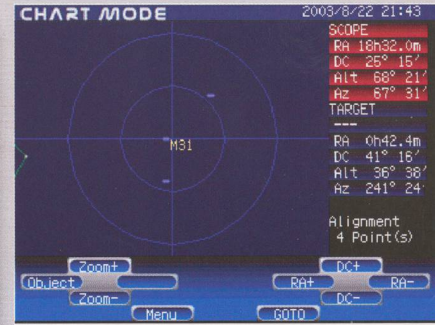 CHART MODE
2003/8/22 21:43
SCOPE
RA 18h32.0m
DC 25° 15′
Alt 68° 21′
Az 67° 31′
TARGET
---
RA 0h42.4m
DC 41° 16′
Alt 36° 38′
Az 241° 24′
M31
Alignment
4 Point(s)
Zoom+
DC+
Object
RA+
RA-
Zoom-
DC-
Menu
GOTO